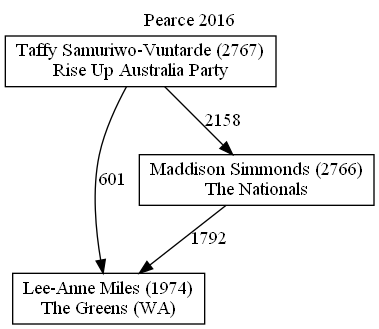 Pearce 2016
Taffy Samuriwo-Vuntarde (2767)
Rise Up Australia Party
2158
Maddison Simmonds (2766)
The Nationals
601
1792
Lee-Anne Miles (1974)
The Greens (WA)